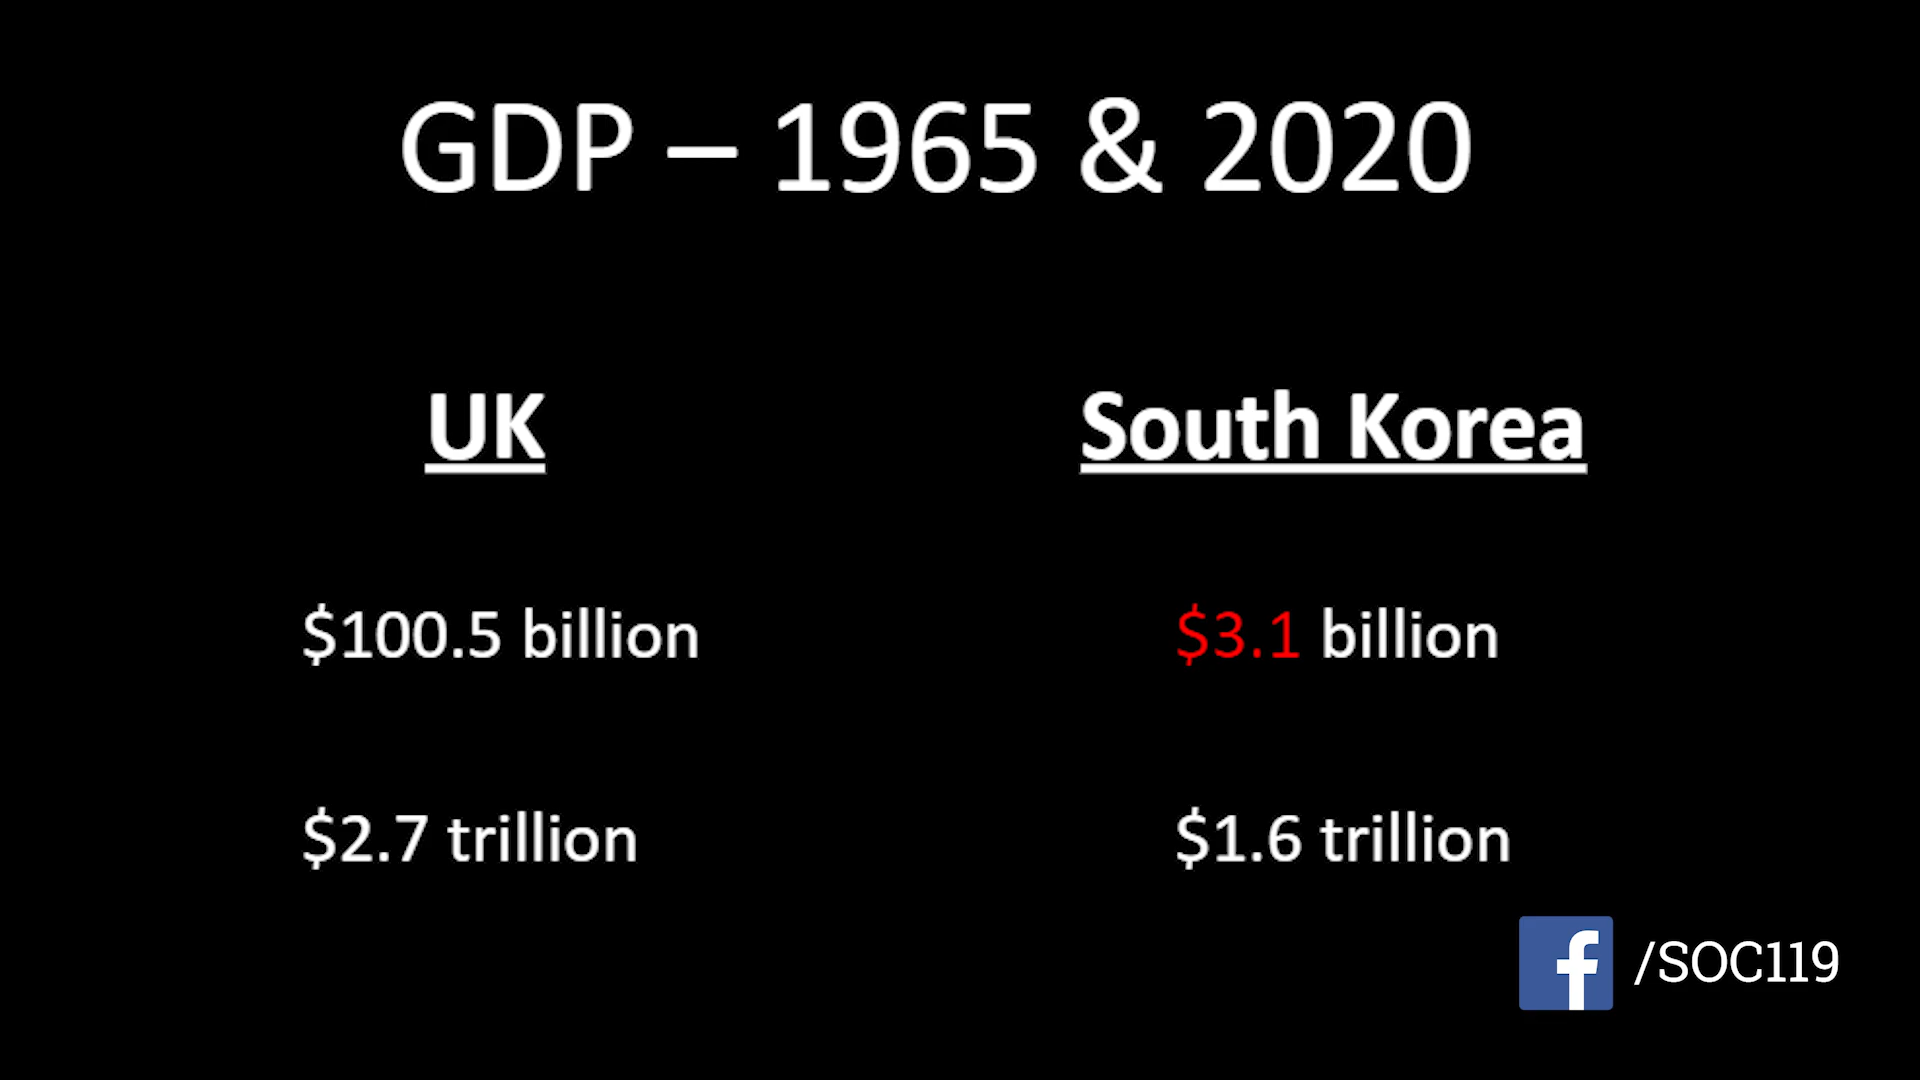 GDP – 1965 & 2020
UK South Korea
$100.5 billion $3.1 billion
$2.7 trillion $1.6 trillion
f /SOC119